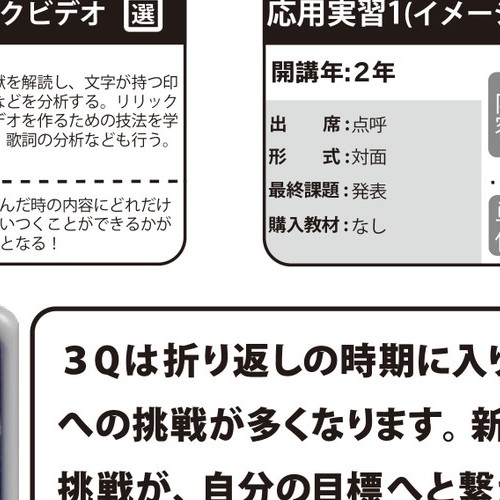 クビデオ 選
献を解読し、文字が持つ印
などを分析する。リリック
デオを作るための技法を学
歌詞の分析なども行う。
んだ時の内容にどれだけ
いつくことができるかが
となる！
応用実習1(イメー
開講年:2年
出 席:点呼
形 式:対面
最終課題:発表
購入教材:なし
3Qは折り返しの時期に入り
への挑戦が多くなります。新
挑戦が、自分の目標へと繋